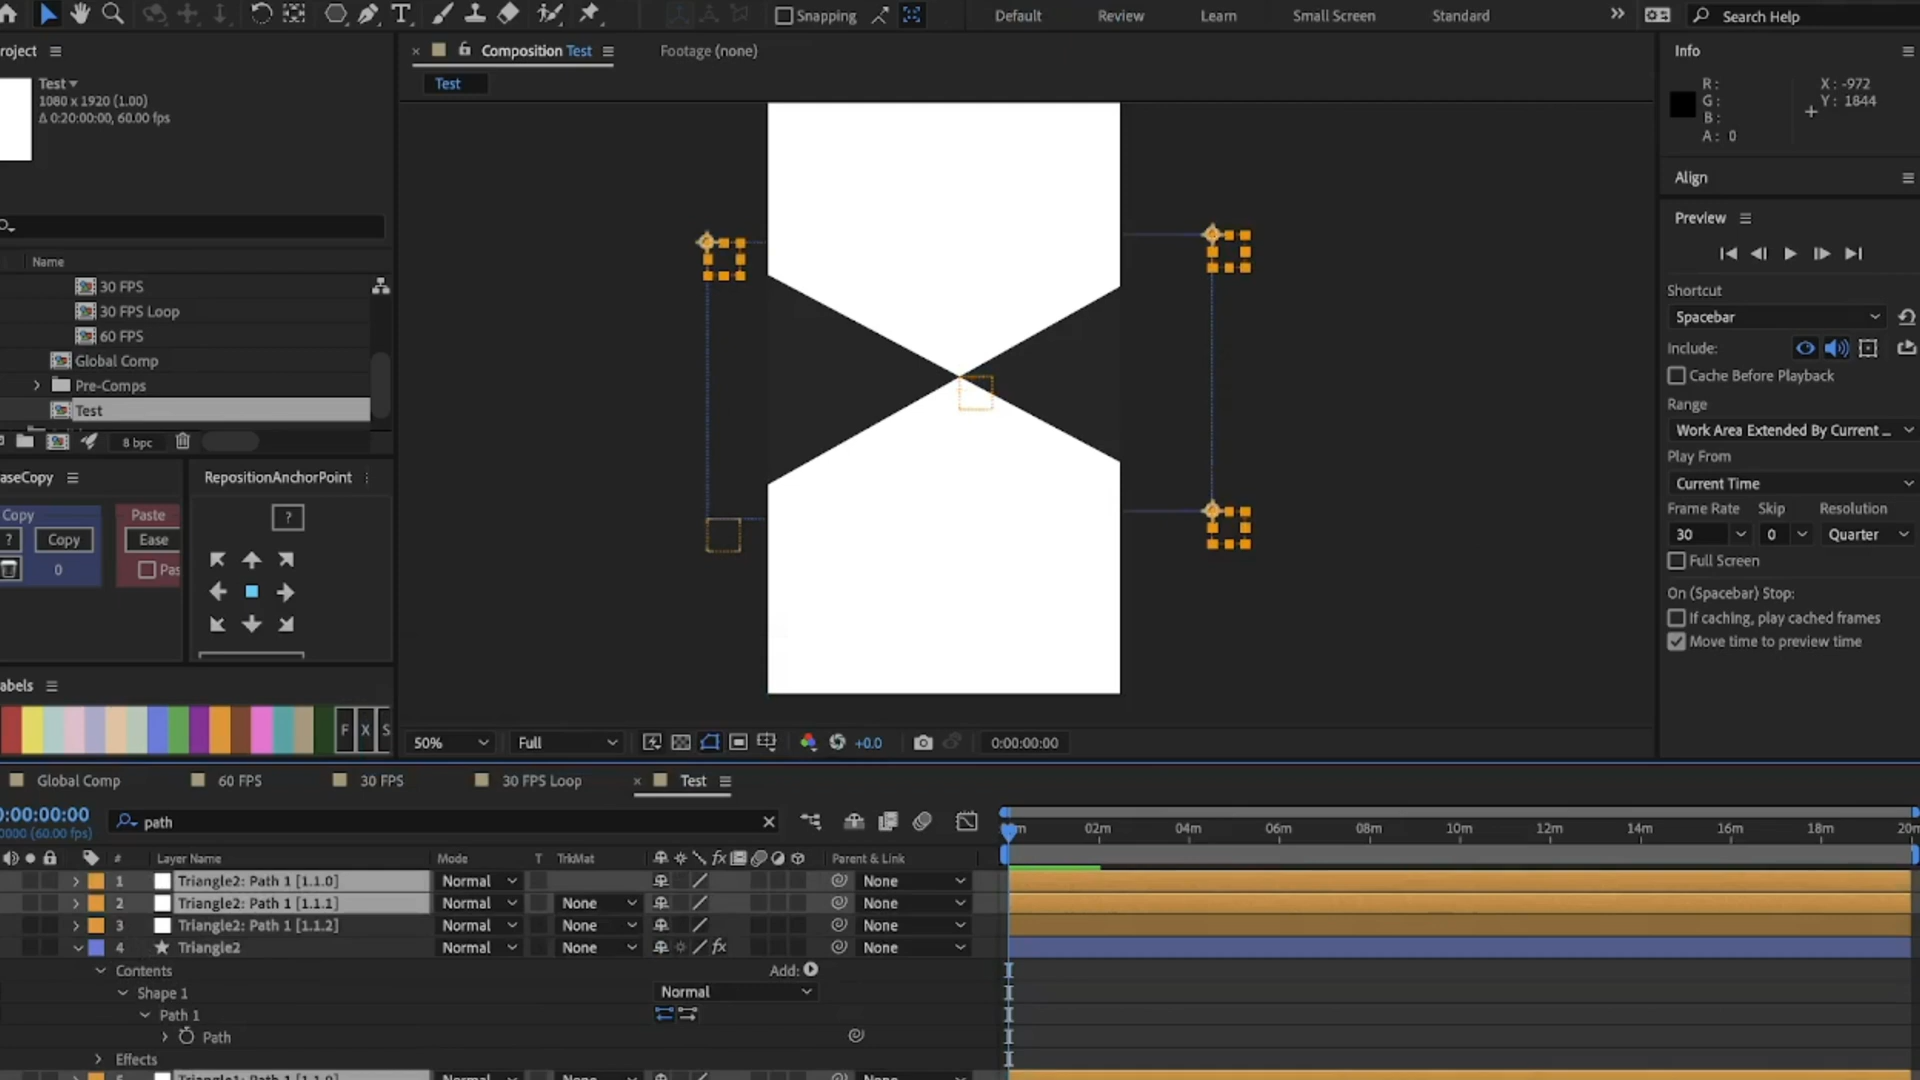 Snapping
Default
Review
Learn
Small Screen
Standard
Search Help
roject
Composition Test
Footage (none)
Info
Test
1080 x 1920 (1.00)
Δ 0:20:00:00, 60.00 fps
Test
R :
G :
B :
A : 0
X : -972
Y : 1844
Align
Preview
Name
30 FPS
30 FPS Loop
60 FPS
Global Comp
Pre-Comps
Test
8 bpc
Shortcut
Spacebar
Include:
Cache Before Playback
Range
Work Area Extended By Current ...
Play From
Current Time
Frame Rate Skip Resolution
30 0 Quarter
Full Screen
On (Spacebar) Stop:
If caching, play cached frames
Move time to preview time
aseCopy
RepositionAnchorPoint
Copy
Paste
?
Copy
Ease
0
Pas
?
abels
F X S
50%
Full
+0.0
0:00:00:00
Global Comp
60 FPS
30 FPS
30 FPS Loop
Test
0:00:00:00
0000 (60.00 fps)
path
02m 04m 06m 08m 10m 12m 14m 16m 18m 20m
# Layer Name Mode T TrkMat fx Parent & Link
1 Triangle2: Path 1 [1.1.0] Normal None
2 Triangle2: Path 1 [1.1.1] Normal None None
3 Triangle2: Path 1 [1.1.2] Normal None None
4 Triangle2 Normal None fx None
Contents Add:
Shape 1 Normal
Path 1
Path
Effects